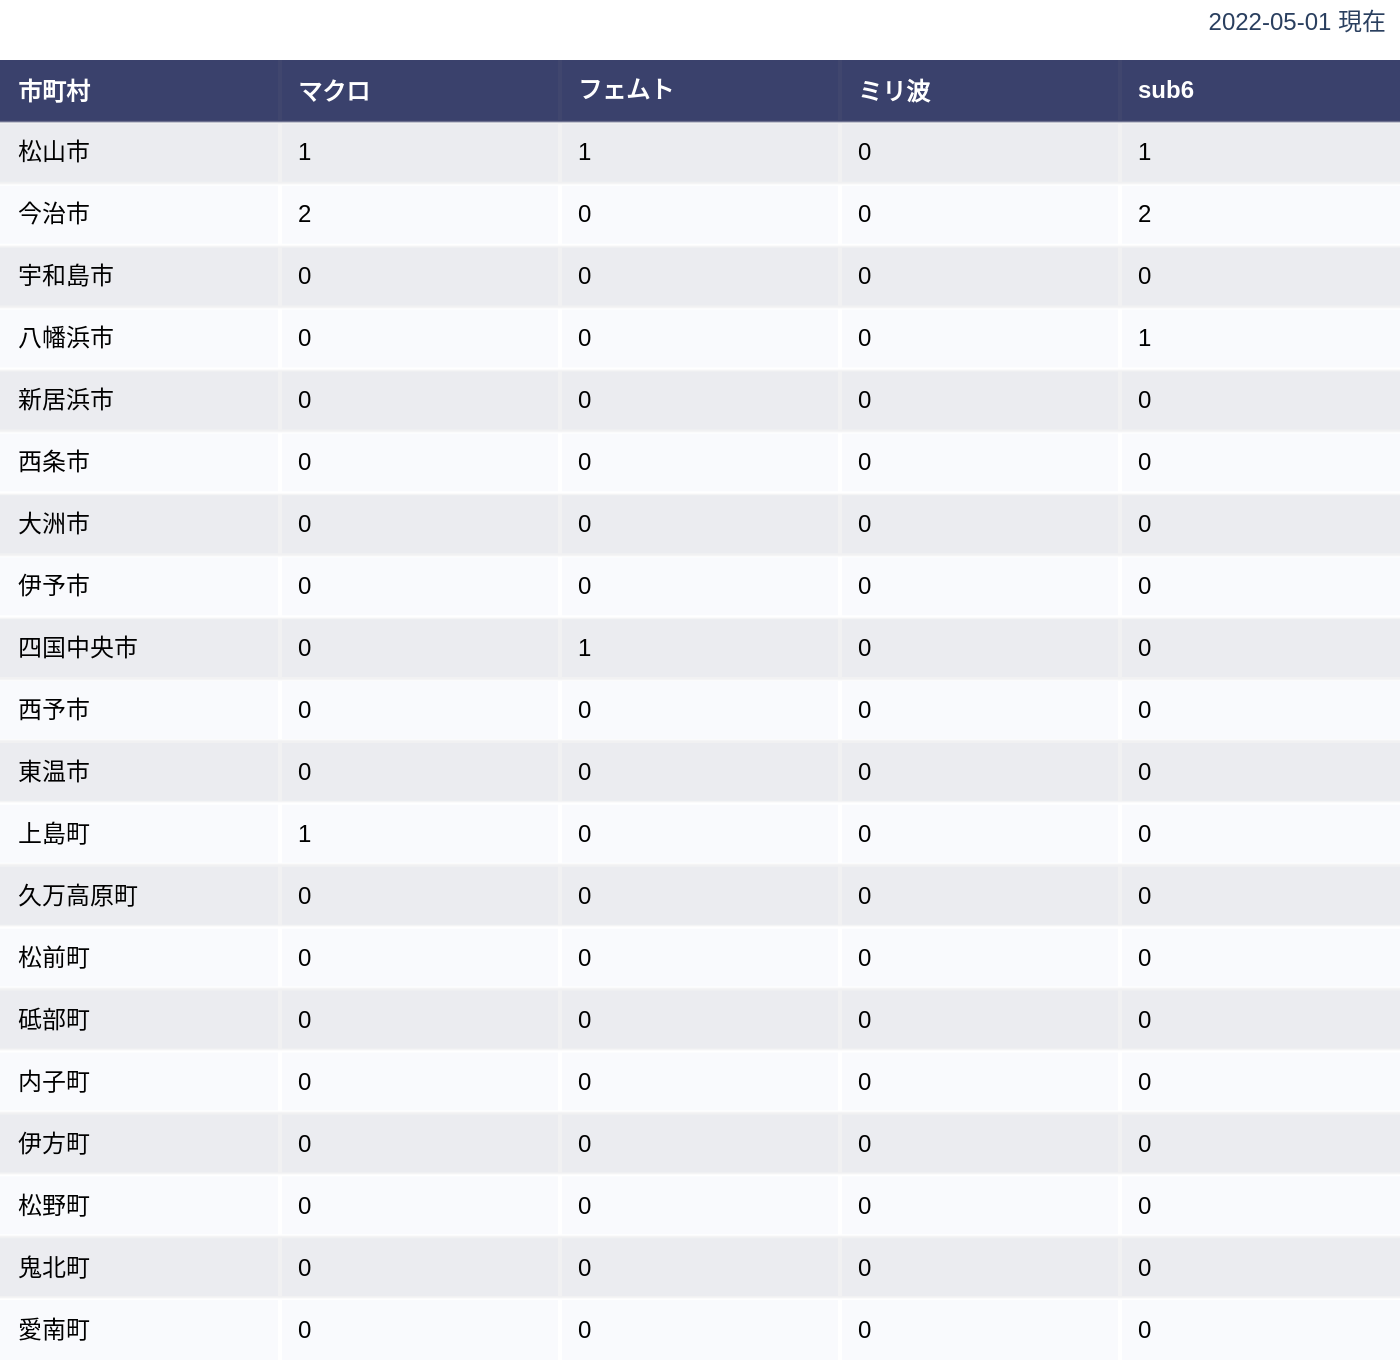 2022-05-01 現在
市町村 マクロ フェムト ミリ波 sub6
松山市 1 1 0 1
今治市 2 0 0 2
宇和島市 0 0 0 0
八幡浜市 0 0 0 1
新居浜市 0 0 0 0
西条市 0 0 0 0
大洲市 0 0 0 0
伊予市 0 0 0 0
四国中央市 0 1 0 0
西予市 0 0 0 0
東温市 0 0 0 0
上島町 1 0 0 0
久万高原町 0 0 0 0
松前町 0 0 0 0
砥部町 0 0 0 0
内子町 0 0 0 0
伊方町 0 0 0 0
松野町 0 0 0 0
鬼北町 0 0 0 0
愛南町 0 0 0 0